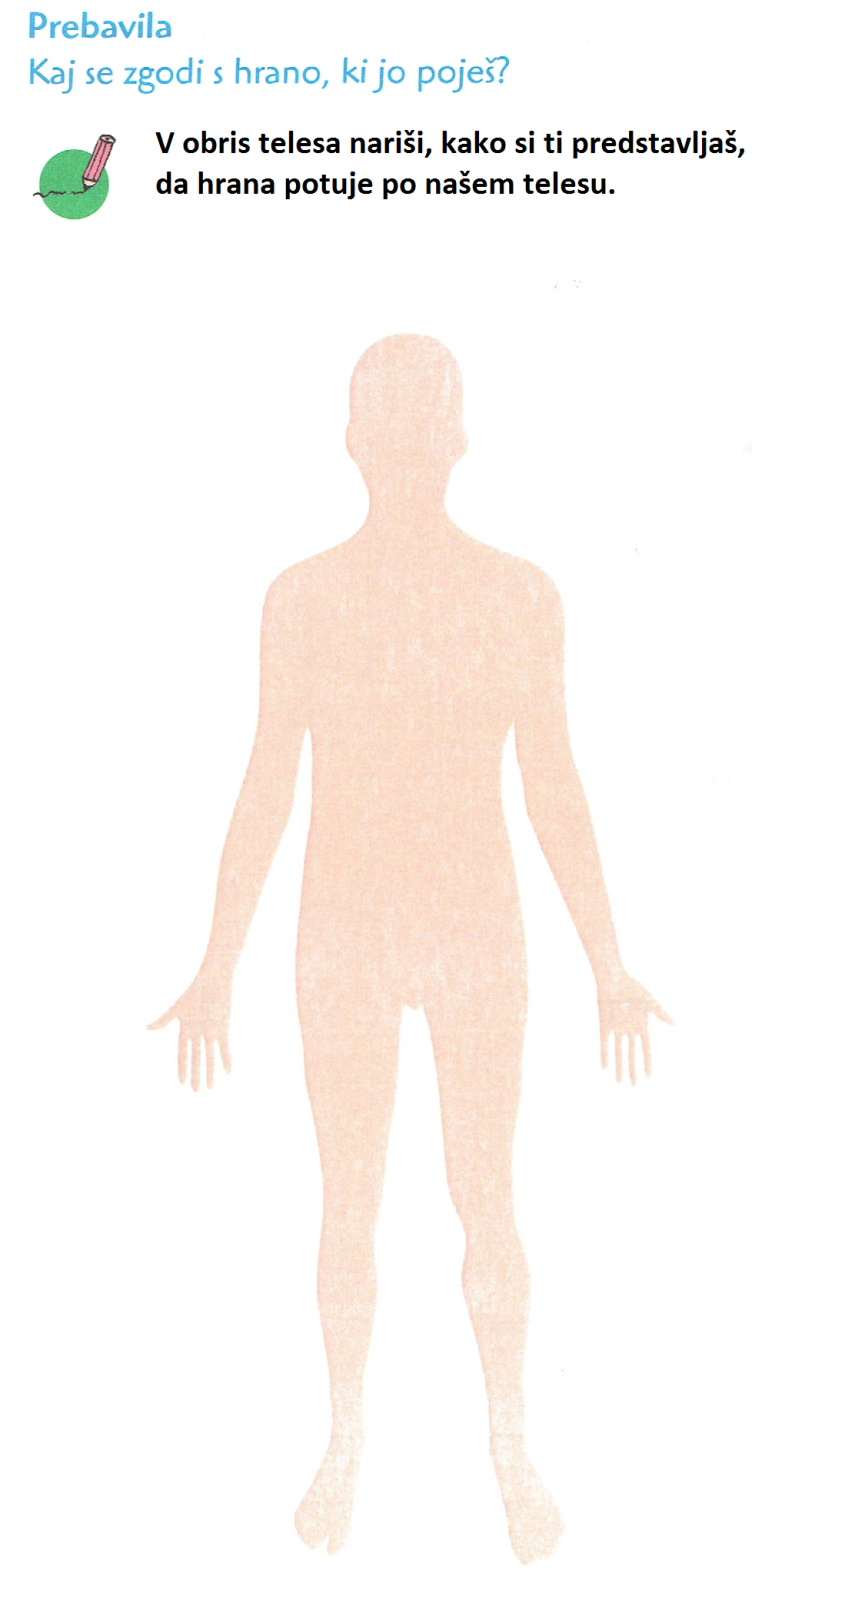 Prebavila
Kaj se zgodi s hrano, ki jo poješ?
V obris telesa nariši, kako si ti predstavljaš,
da hrana potuje po našem telesu.